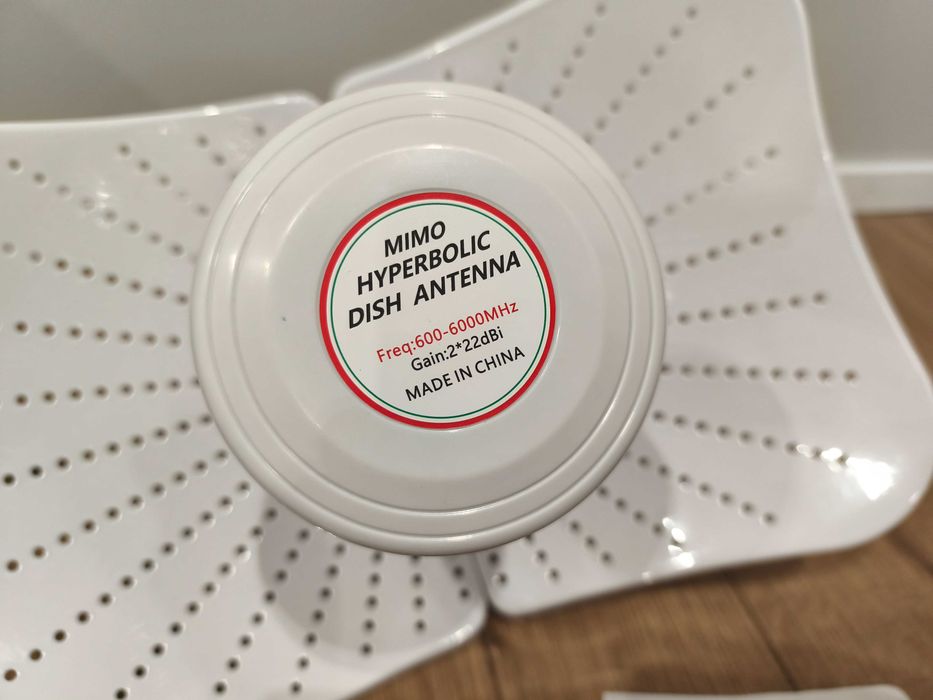 MIMO
HYPERBOLIC
DISH ANTENNA
Freq:600-6000MHz
Gain:2*22dBi
MADE IN CHINA